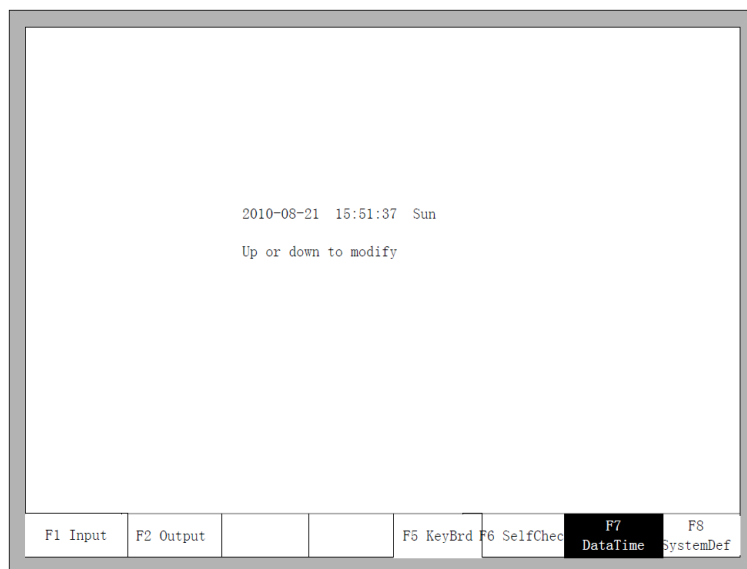 2010-08-21 15:51:37 Sun
Up or down to modify
F1 Input
F2 Output
F5 KeyBrd
F6 SelfChec
F7
DataTime
F8
SystemDef